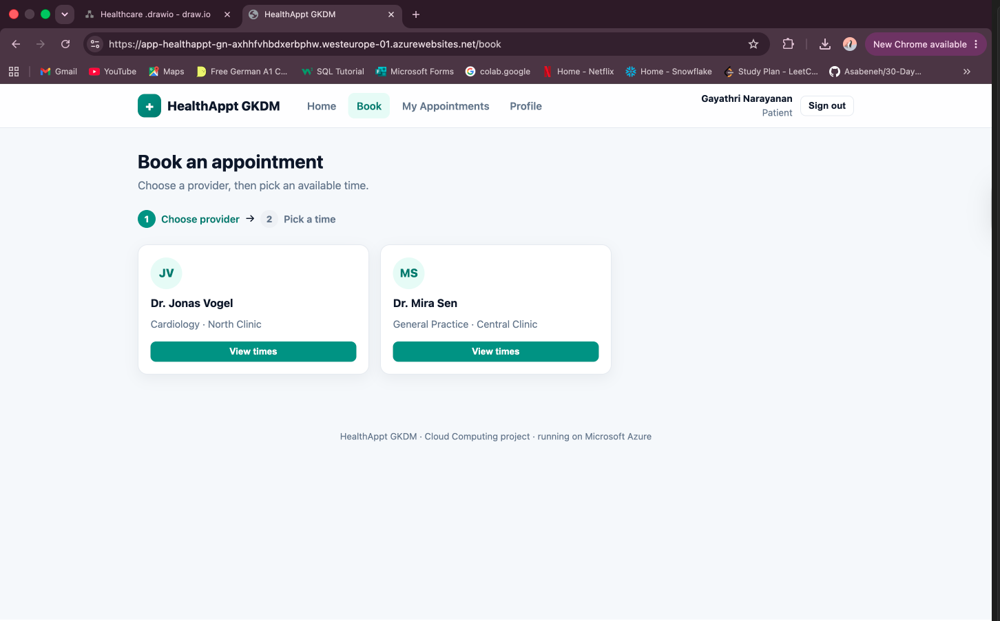 Healthcare .drawio - draw.io
HealthAppt GKDM
https://app-healthappt-gn-axhhfvhbdxerbphw.westeurope-01.azurewebsites.net/book
New Chrome available
Gmail
YouTube
Maps
Free German A1 C...
SQL Tutorial
Microsoft Forms
colab.google
Home - Netflix
Home - Snowflake
Study Plan - LeetC...
Asabeneh/30-Day...
HealthAppt GKDM
Home
Book
My Appointments
Profile
Gayathri Narayanan
Patient
Sign out
Book an appointment
Choose a provider, then pick an available time.
1 Choose provider → 2 Pick a time
JV
Dr. Jonas Vogel
Cardiology · North Clinic
View times
MS
Dr. Mira Sen
General Practice · Central Clinic
View times
HealthAppt GKDM · Cloud Computing project · running on Microsoft Azure